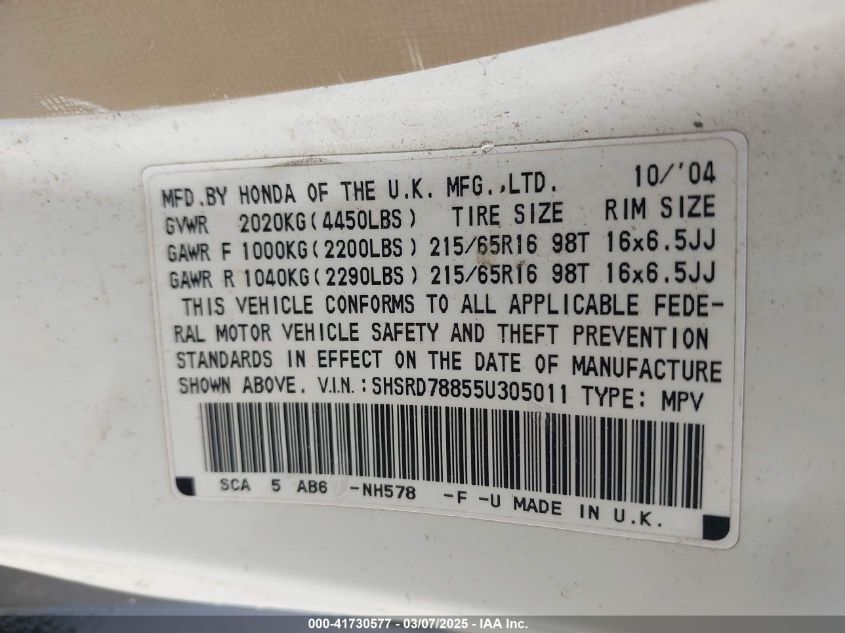 MFD.BY HONDA OF THE U.K. MFG.,LTD. 10/'04
GVWR 2020KG(4450LBS) TIRE SIZE RIM SIZE
GAWR F 1000KG(2200LBS) 215/65R16 98T 16x6.5JJ
GAWR R 1040KG(2290LBS) 215/65R16 98T 16x6.5JJ
THIS VEHICLE CONFORMS TO ALL APPLICABLE FEDE-
RAL MOTOR VEHICLE SAFETY AND THEFT PREVENTION
STANDARDS IN EFFECT ON THE DATE OF MANUFACTURE
SHOWN ABOVE. V.I.N.:SHSRD78855U305011 TYPE: MPV
SCA 5 AB6 -NH578 -F -U MADE IN U.K.
000-41730577 - 03/07/2025 - IAA Inc.